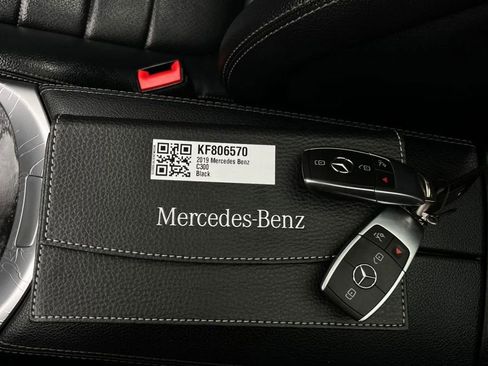 KF806570
2019 Mercedes Benz
C300
Black
Mercedes-Benz